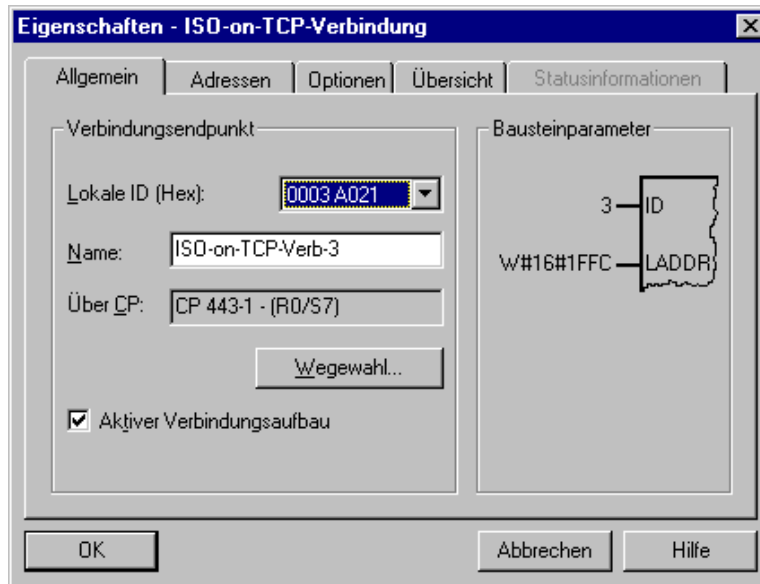 Eigenschaften - ISO-on-TCP-Verbindung
Allgemein Adressen Optionen Übersicht Statusinformationen
Verbindungsendpunkt
Lokale ID (Hex): 0003 A021
Name: ISO-on-TCP-Verb-3
Über CP: CP 443-1 - (R0/S7)
Wegewahl...
Aktiver Verbindungsaufbau
Bausteinparameter
3 ID
W#16#1FFC LADDR
OK Abbrechen Hilfe